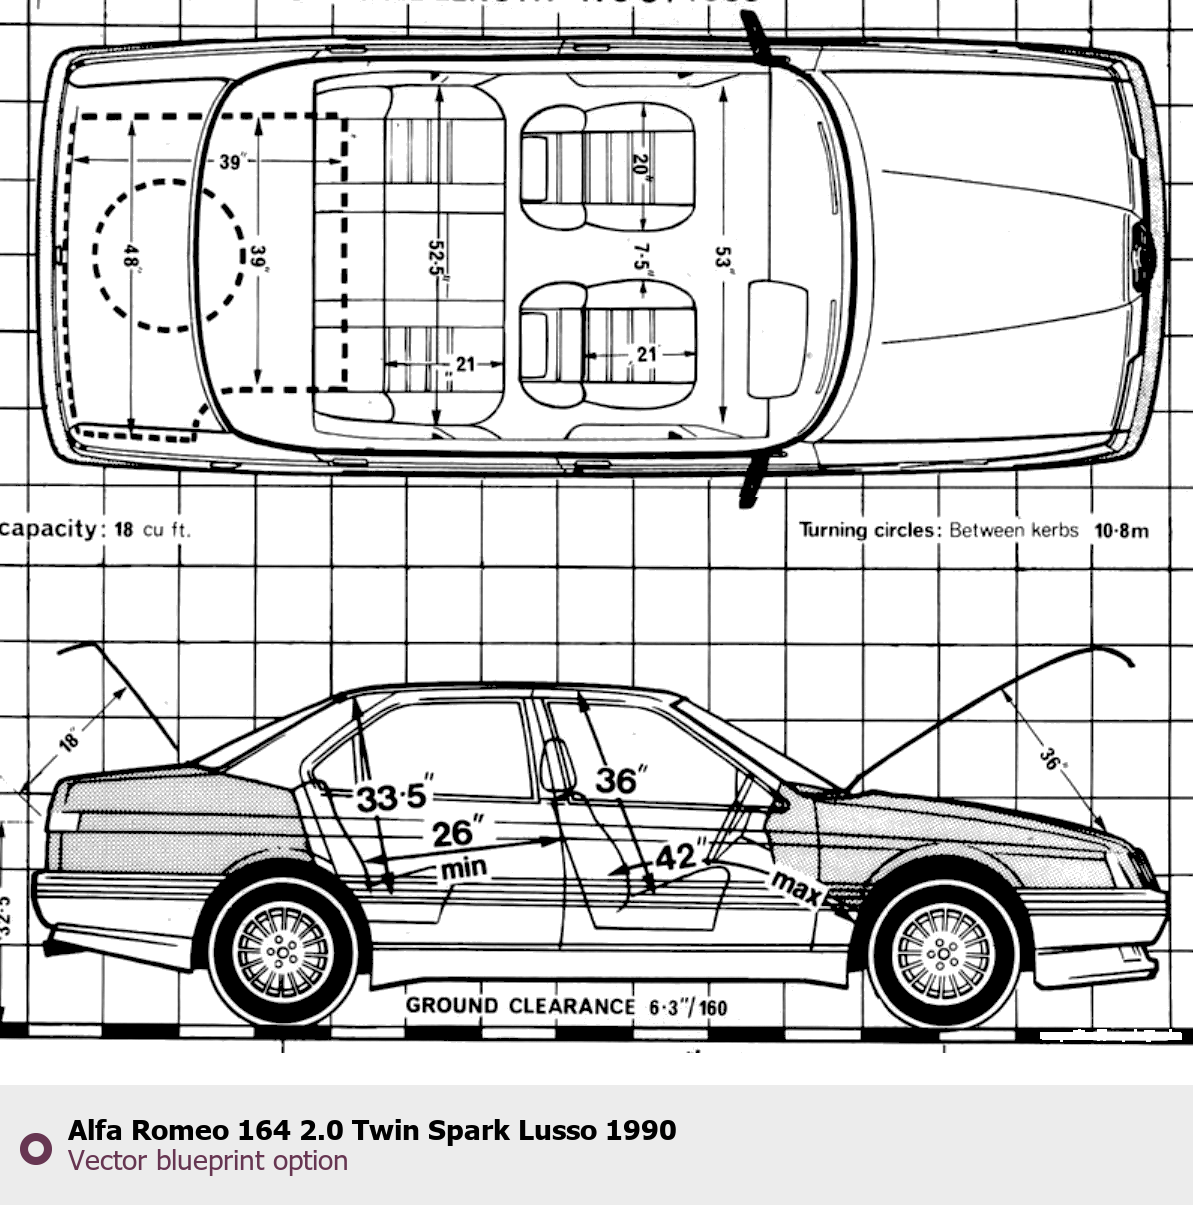 39″
48″
39″
52·5″
20″
7·5″
53″
21″
21″
capacity: 18 cu ft.
Turning circles: Between kerbs 10·8m
18″
36″
33·5″
36″
26″
min
42″
max
32·5
GROUND CLEARANCE 6·3″/160
Alfa Romeo 164 2.0 Twin Spark Lusso 1990
Vector blueprint option